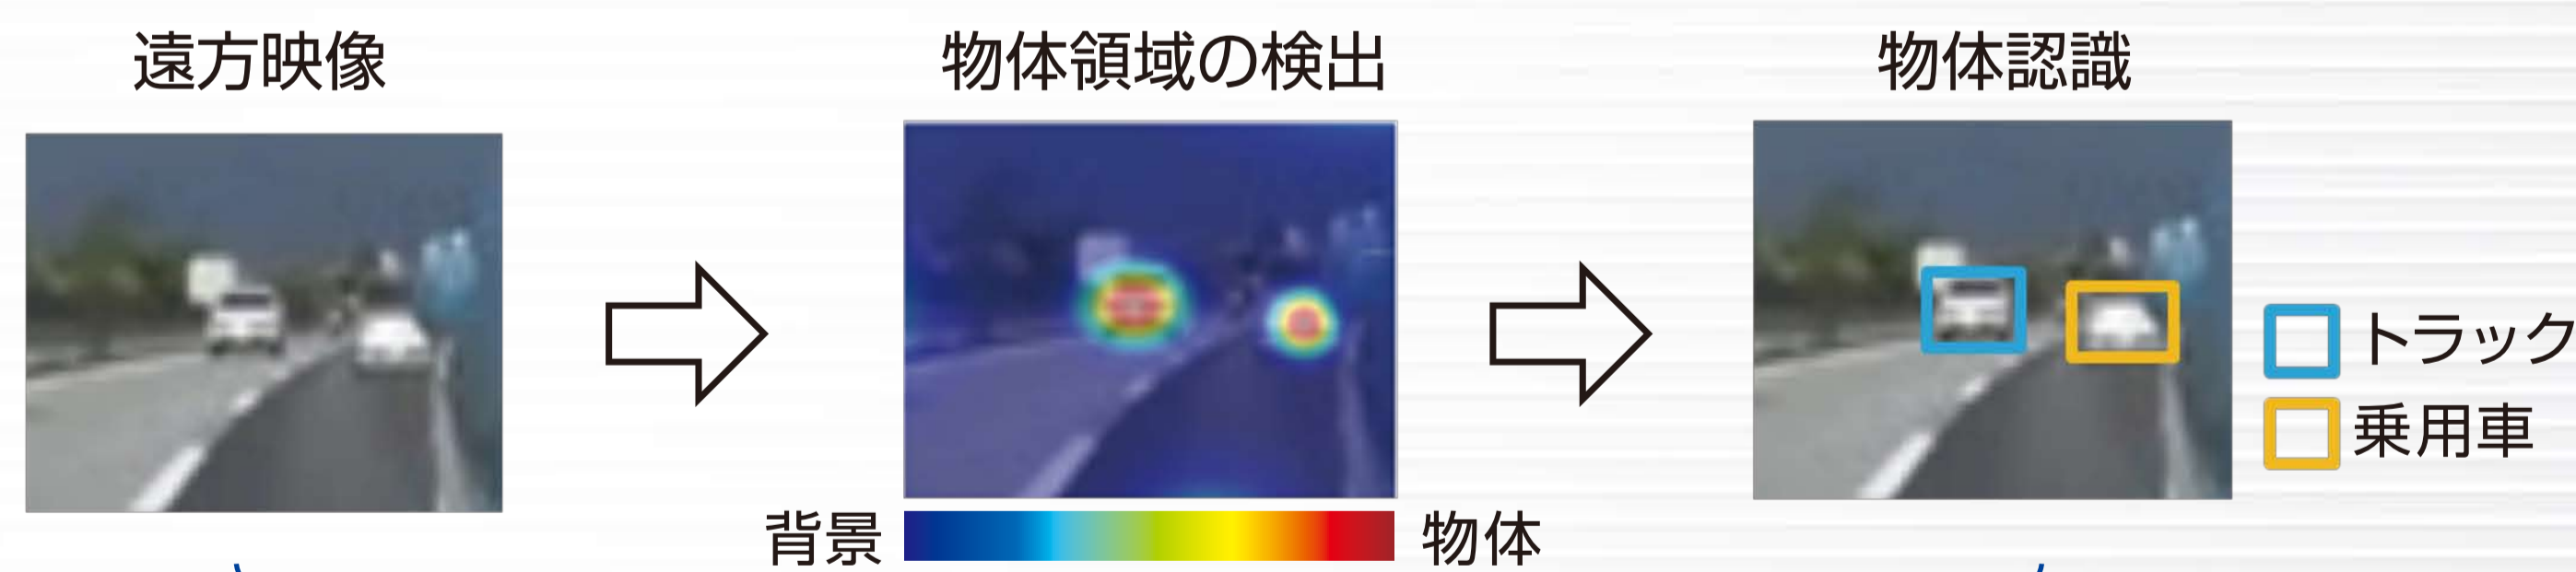 遠方映像
物体領域の検出
物体認識
トラック
乗用車
背景
物体